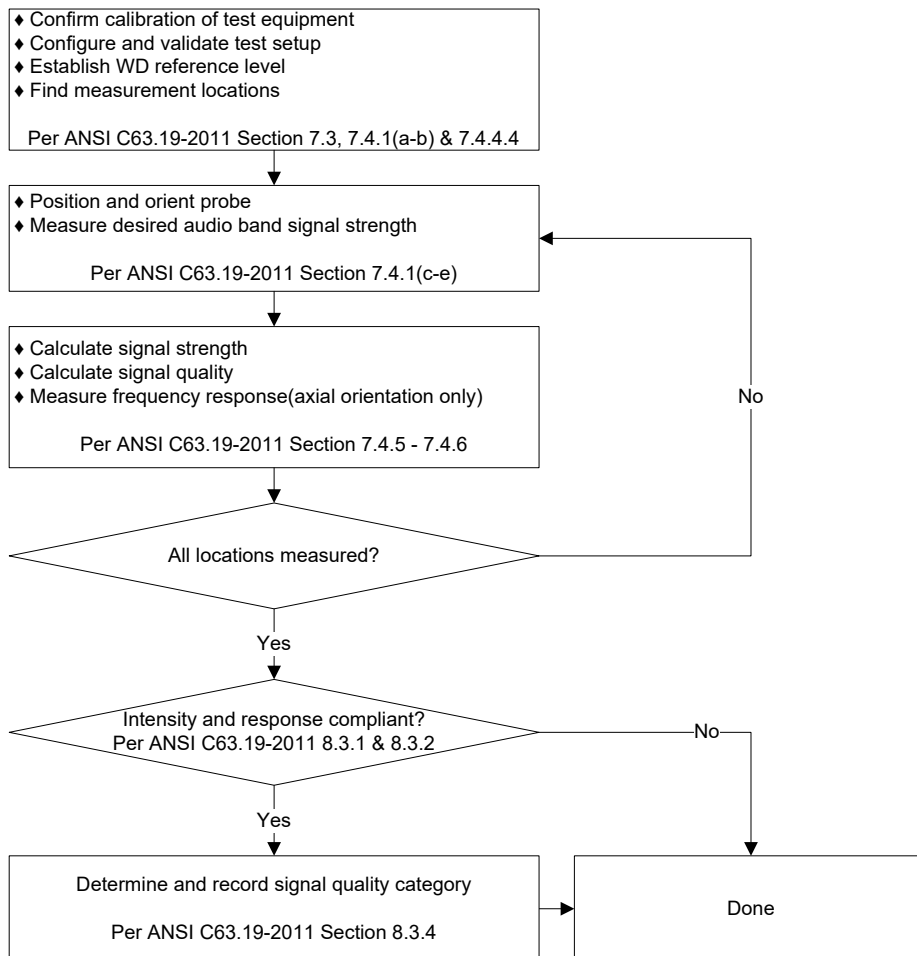 ♦ Confirm calibration of test equipment
♦ Configure and validate test setup
♦ Establish WD reference level
♦ Find measurement locations
Per ANSI C63.19-2011 Section 7.3, 7.4.1(a-b) & 7.4.4.4
♦ Position and orient probe
♦ Measure desired audio band signal strength
Per ANSI C63.19-2011 Section 7.4.1(c-e)
♦ Calculate signal strength
♦ Calculate signal quality
♦ Measure frequency response(axial orientation only)
Per ANSI C63.19-2011 Section 7.4.5 - 7.4.6
No
All locations measured?
Yes
Intensity and response compliant?
Per ANSI C63.19-2011 8.3.1 & 8.3.2
No
Yes
Determine and record signal quality category
Per ANSI C63.19-2011 Section 8.3.4
Done